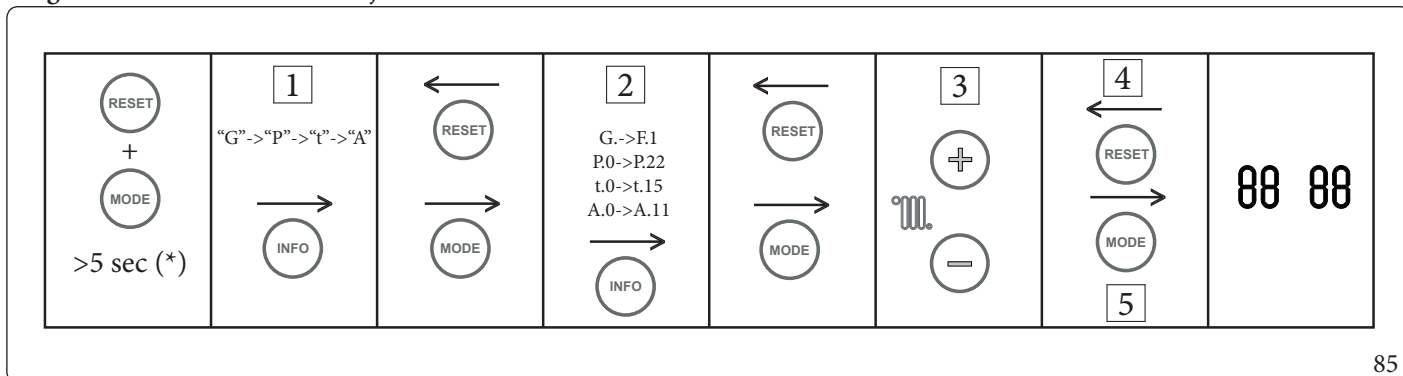 RESET
+
MODE
>5 sec (*)
1
“G”->“P”->“t”->“A”
INFO
RESET
MODE
2
G.->F.1
P.0->P.22
t.0->t.15
A.0->A.11
INFO
RESET
MODE
3
+
−
4
RESET
MODE
5
88 88
85